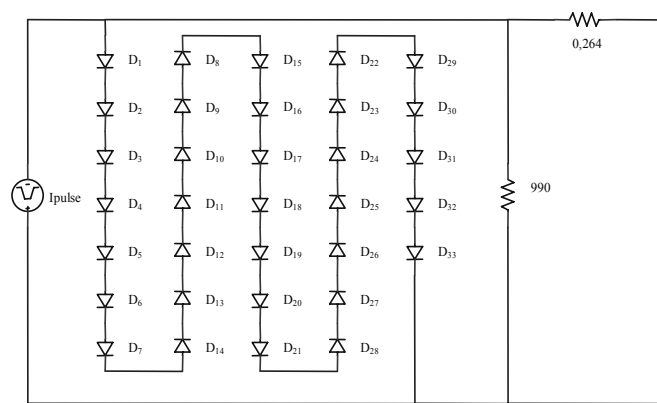 0,264
D1 D8 D15 D22 D29
D2 D9 D16 D23 D30
D3 D10 D17 D24 D31
- + Ipulse D4 D11 D18 D25 D32 990
D5 D12 D19 D26 D33
D6 D13 D20 D27
D7 D14 D21 D28